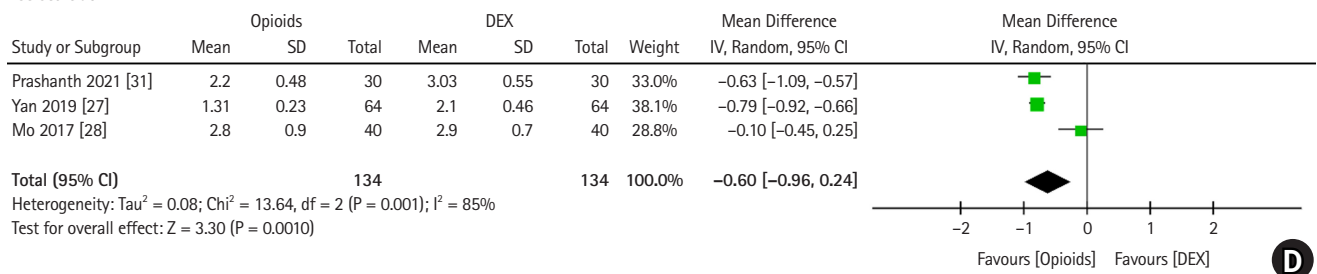 Opioids DEX Mean Difference Mean Difference
Study or Subgroup Mean SD Total Mean SD Total Weight IV, Random, 95% CI IV, Random, 95% CI
Prashanth 2021 [31] 2.2 0.48 30 3.03 0.55 30 33.0% −0.63 [−1.09, −0.57]
Yan 2019 [27] 1.31 0.23 64 2.1 0.46 64 38.1% −0.79 [−0.92, −0.66]
Mo 2017 [28] 2.8 0.9 40 2.9 0.7 40 28.8% −0.10 [−0.45, 0.25]
Total (95% CI) 134 134 100.0% −0.60 [−0.96, 0.24]
Heterogeneity: Tau² = 0.08; Chi² = 13.64, df = 2 (P = 0.001); I² = 85%
Test for overall effect: Z = 3.30 (P = 0.0010)
−2 −1 0 1 2
Favours [Opioids] Favours [DEX]
D